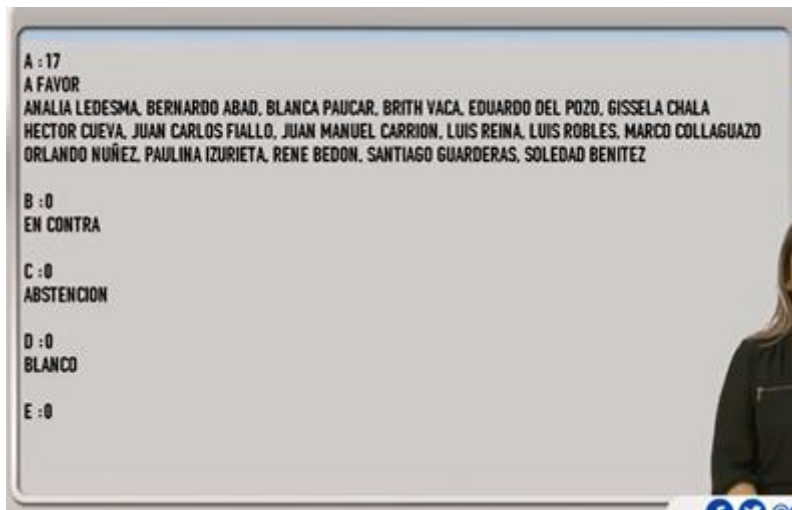 A :17
A FAVOR
ANALIA LEDESMA, BERNARDO ABAD, BLANCA PAUCAR, BRITH VACA, EDUARDO DEL POZO, GISSELA CHALA
HECTOR CUEVA, JUAN CARLOS FIALLO, JUAN MANUEL CARRION, LUIS REINA, LUIS ROBLES, MARCO COLLAGUAZO
ORLANDO NUÑEZ, PAULINA IZURIETA, RENE BEDON, SANTIAGO GUARDERAS, SOLEDAD BENITEZ
B :0
EN CONTRA
C :0
ABSTENCION
D :0
BLANCO
E :0